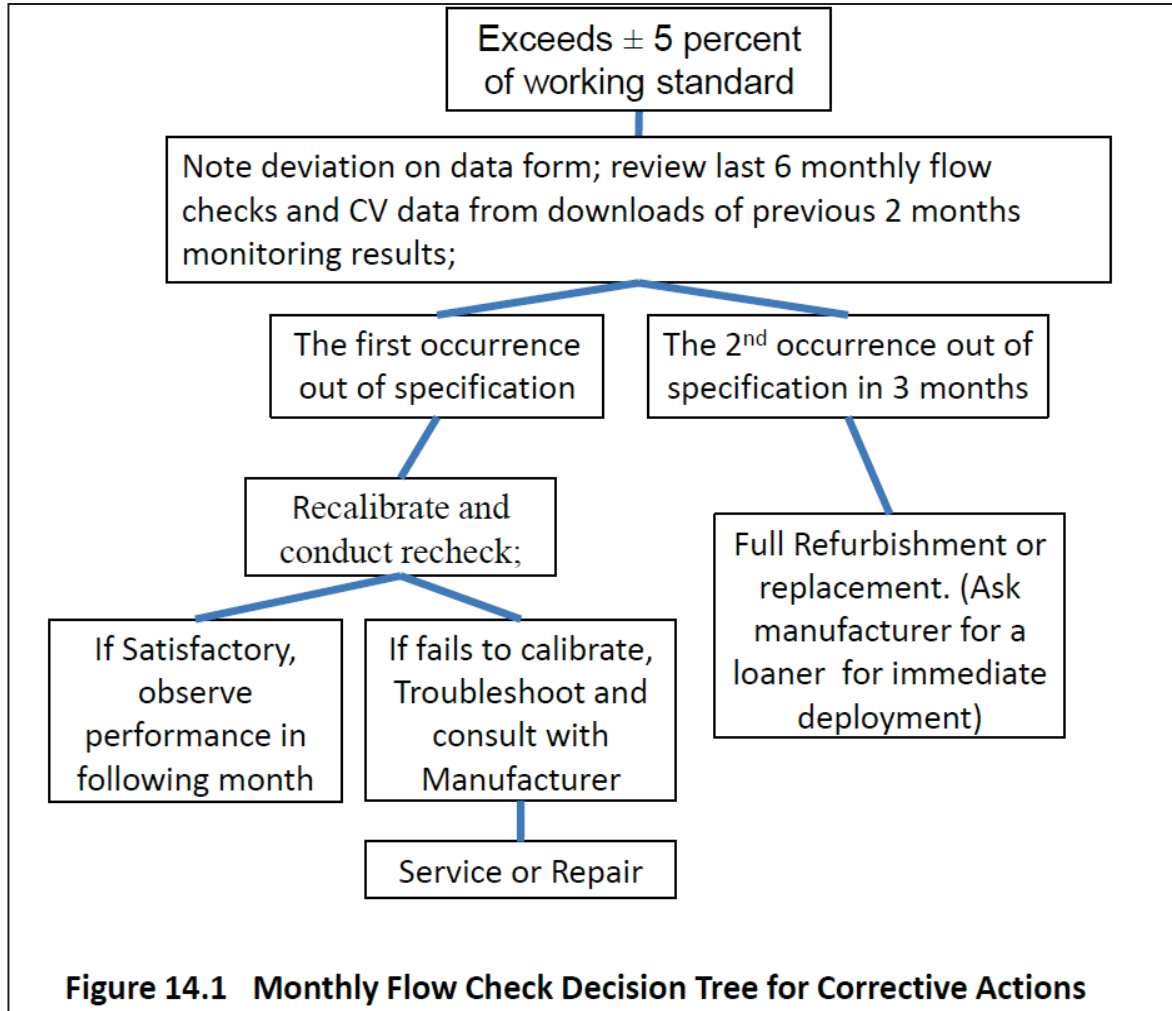 Exceeds ± 5 percent
of working standard
Note deviation on data form; review last 6 monthly flow
checks and CV data from downloads of previous 2 months
monitoring results;
The first occurrence
out of specification
The 2nd occurrence out of
specification in 3 months
Recalibrate and
conduct recheck;
If Satisfactory,
observe
performance in
following month
If fails to calibrate,
Troubleshoot and
consult with
Manufacturer
Service or Repair
Full Refurbishment or
replacement. (Ask
manufacturer for a
loaner for immediate
deployment)
Figure 14.1 Monthly Flow Check Decision Tree for Corrective Actions